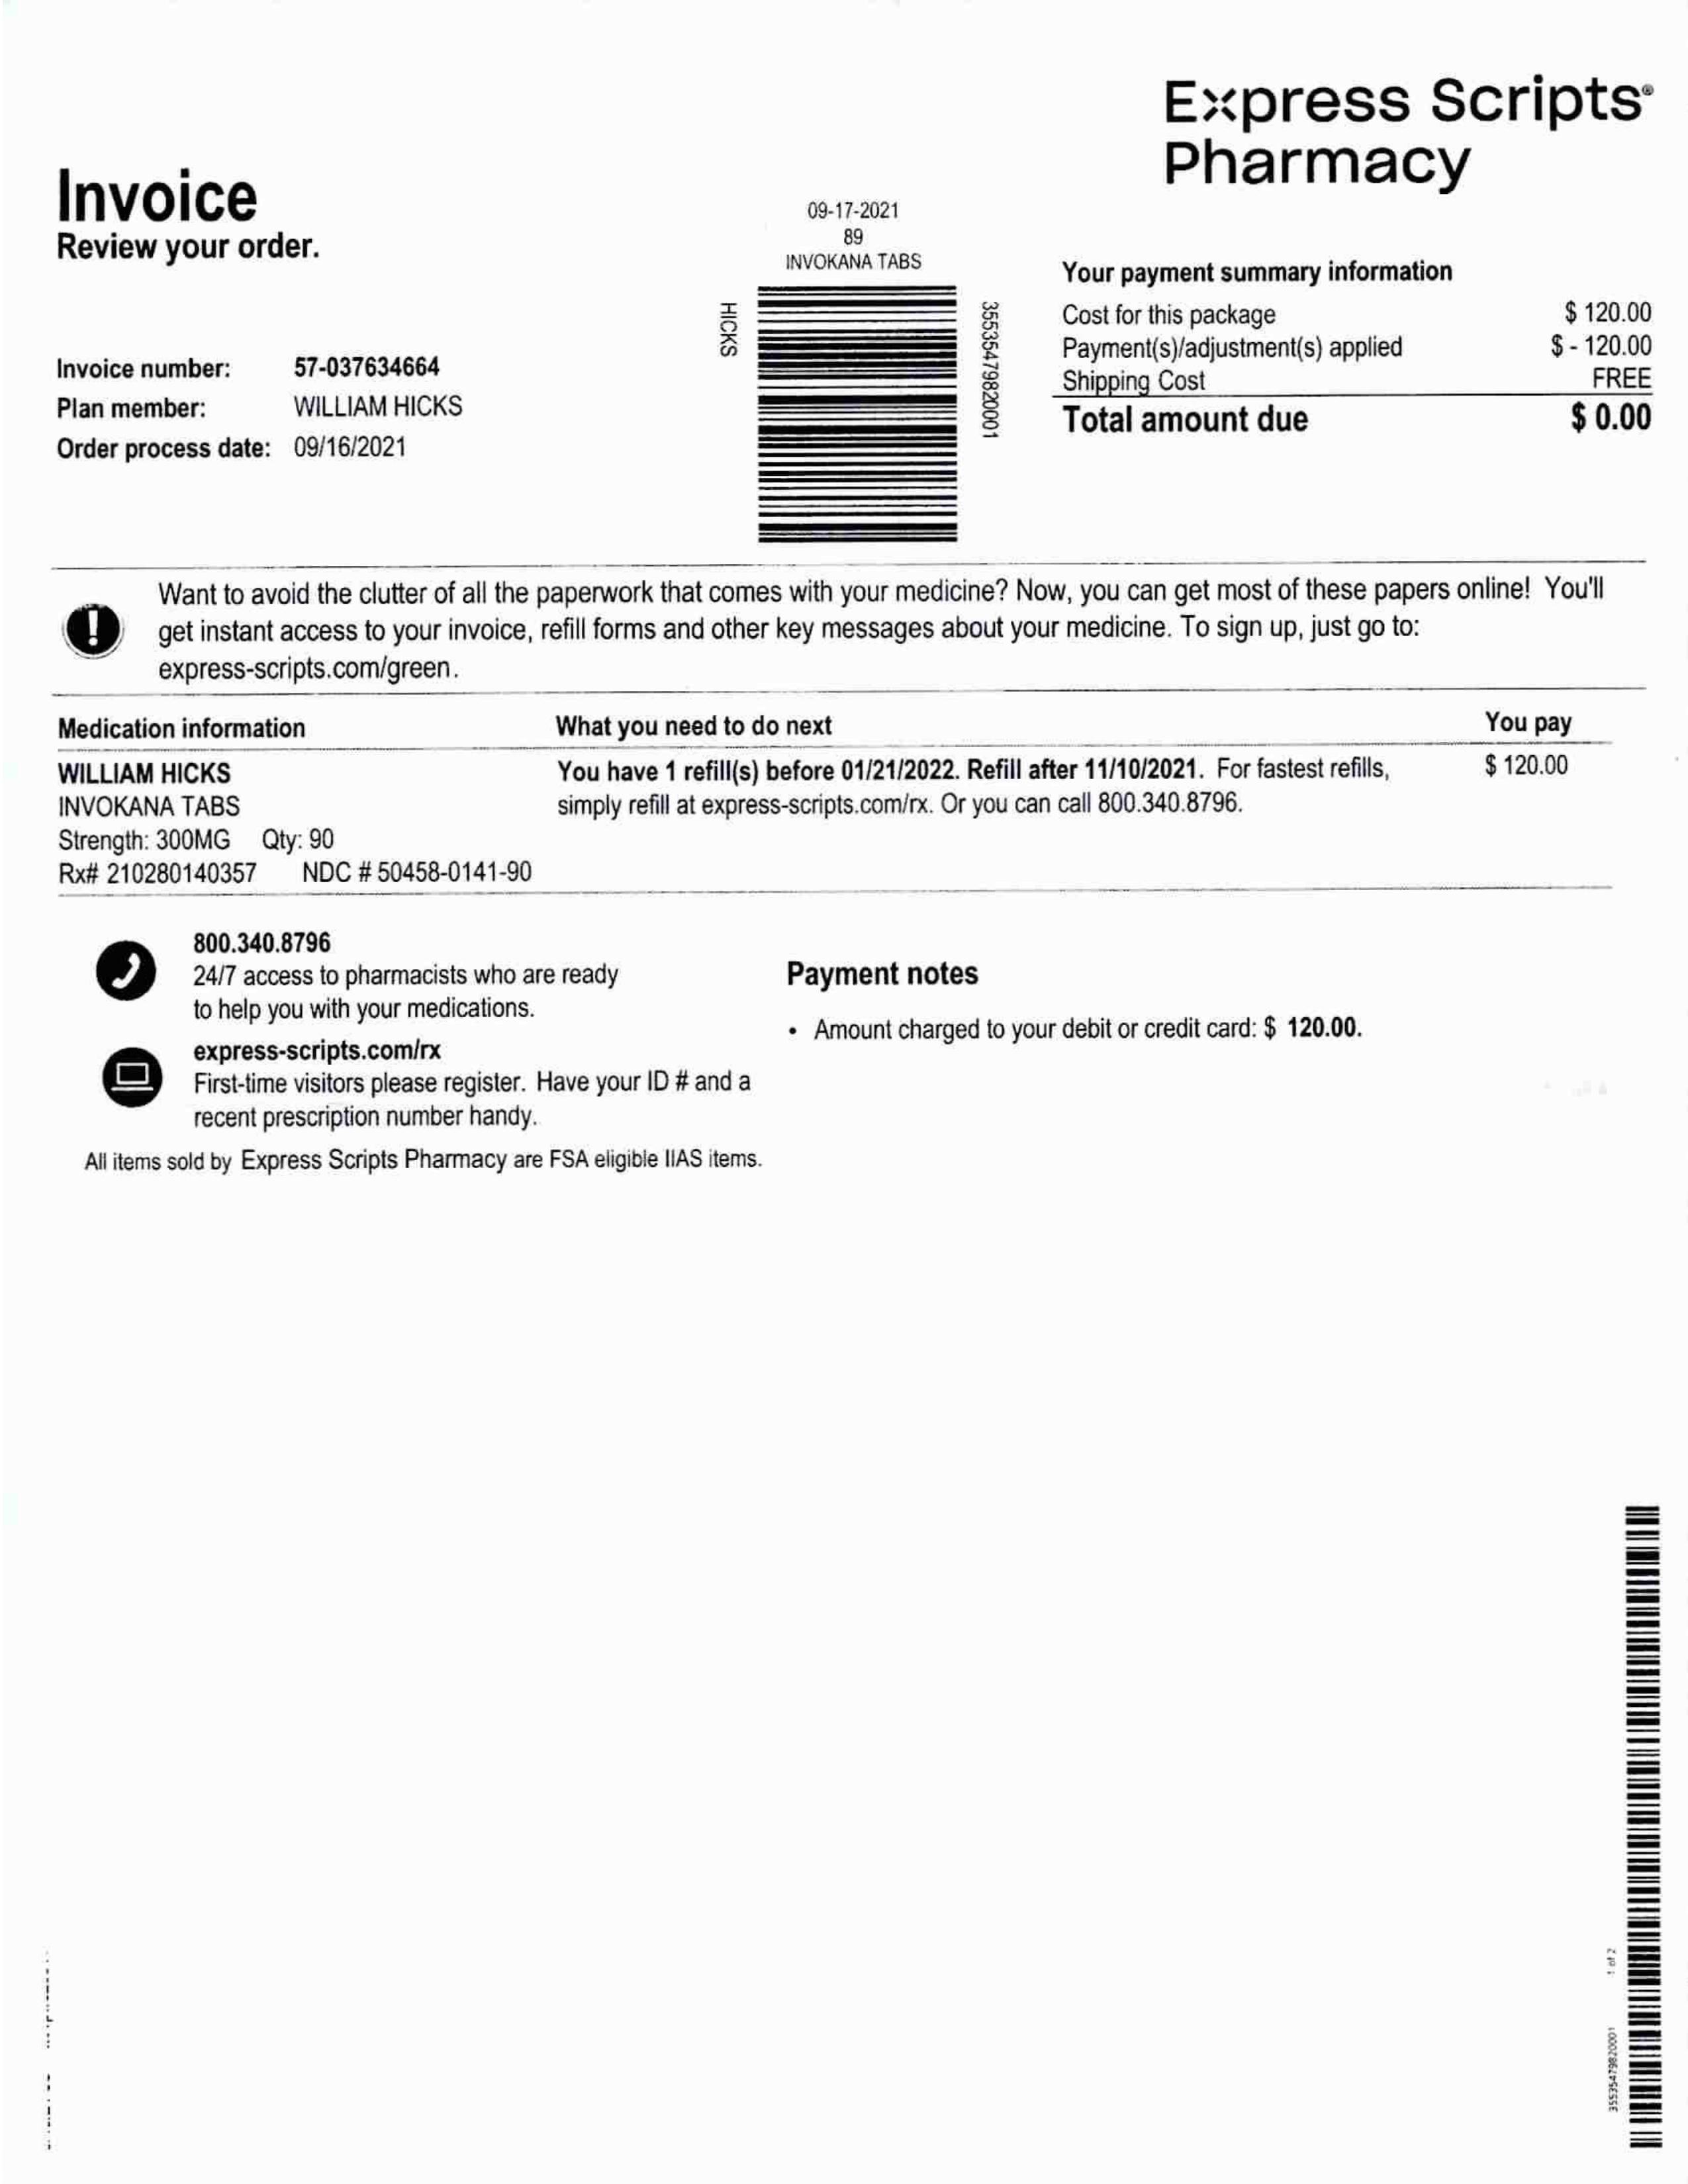 Express Scripts®
Pharmacy
Invoice
Review your order.
09-17-2021
89
INVOKANA TABS
HICKS
35535479820001
Invoice number: 57-037634664
Plan member: WILLIAM HICKS
Order process date: 09/16/2021
Your payment summary information
Cost for this package $ 120.00
Payment(s)/adjustment(s) applied $ - 120.00
Shipping Cost FREE
Total amount due $ 0.00
Want to avoid the clutter of all the paperwork that comes with your medicine? Now, you can get most of these papers online! You'll
get instant access to your invoice, refill forms and other key messages about your medicine. To sign up, just go to:
express-scripts.com/green.
Medication information What you need to do next You pay
WILLIAM HICKS You have 1 refill(s) before 01/21/2022. Refill after 11/10/2021. For fastest refills, $ 120.00
INVOKANA TABS simply refill at express-scripts.com/rx. Or you can call 800.340.8796.
Strength: 300MG Qty: 90
Rx# 210280140357 NDC # 50458-0141-90
800.340.8796
24/7 access to pharmacists who are ready
to help you with your medications.
express-scripts.com/rx
First-time visitors please register. Have your ID # and a
recent prescription number handy.
All items sold by Express Scripts Pharmacy are FSA eligible IIAS items.
Payment notes
• Amount charged to your debit or credit card: $ 120.00.
1 of 2
35535479820001